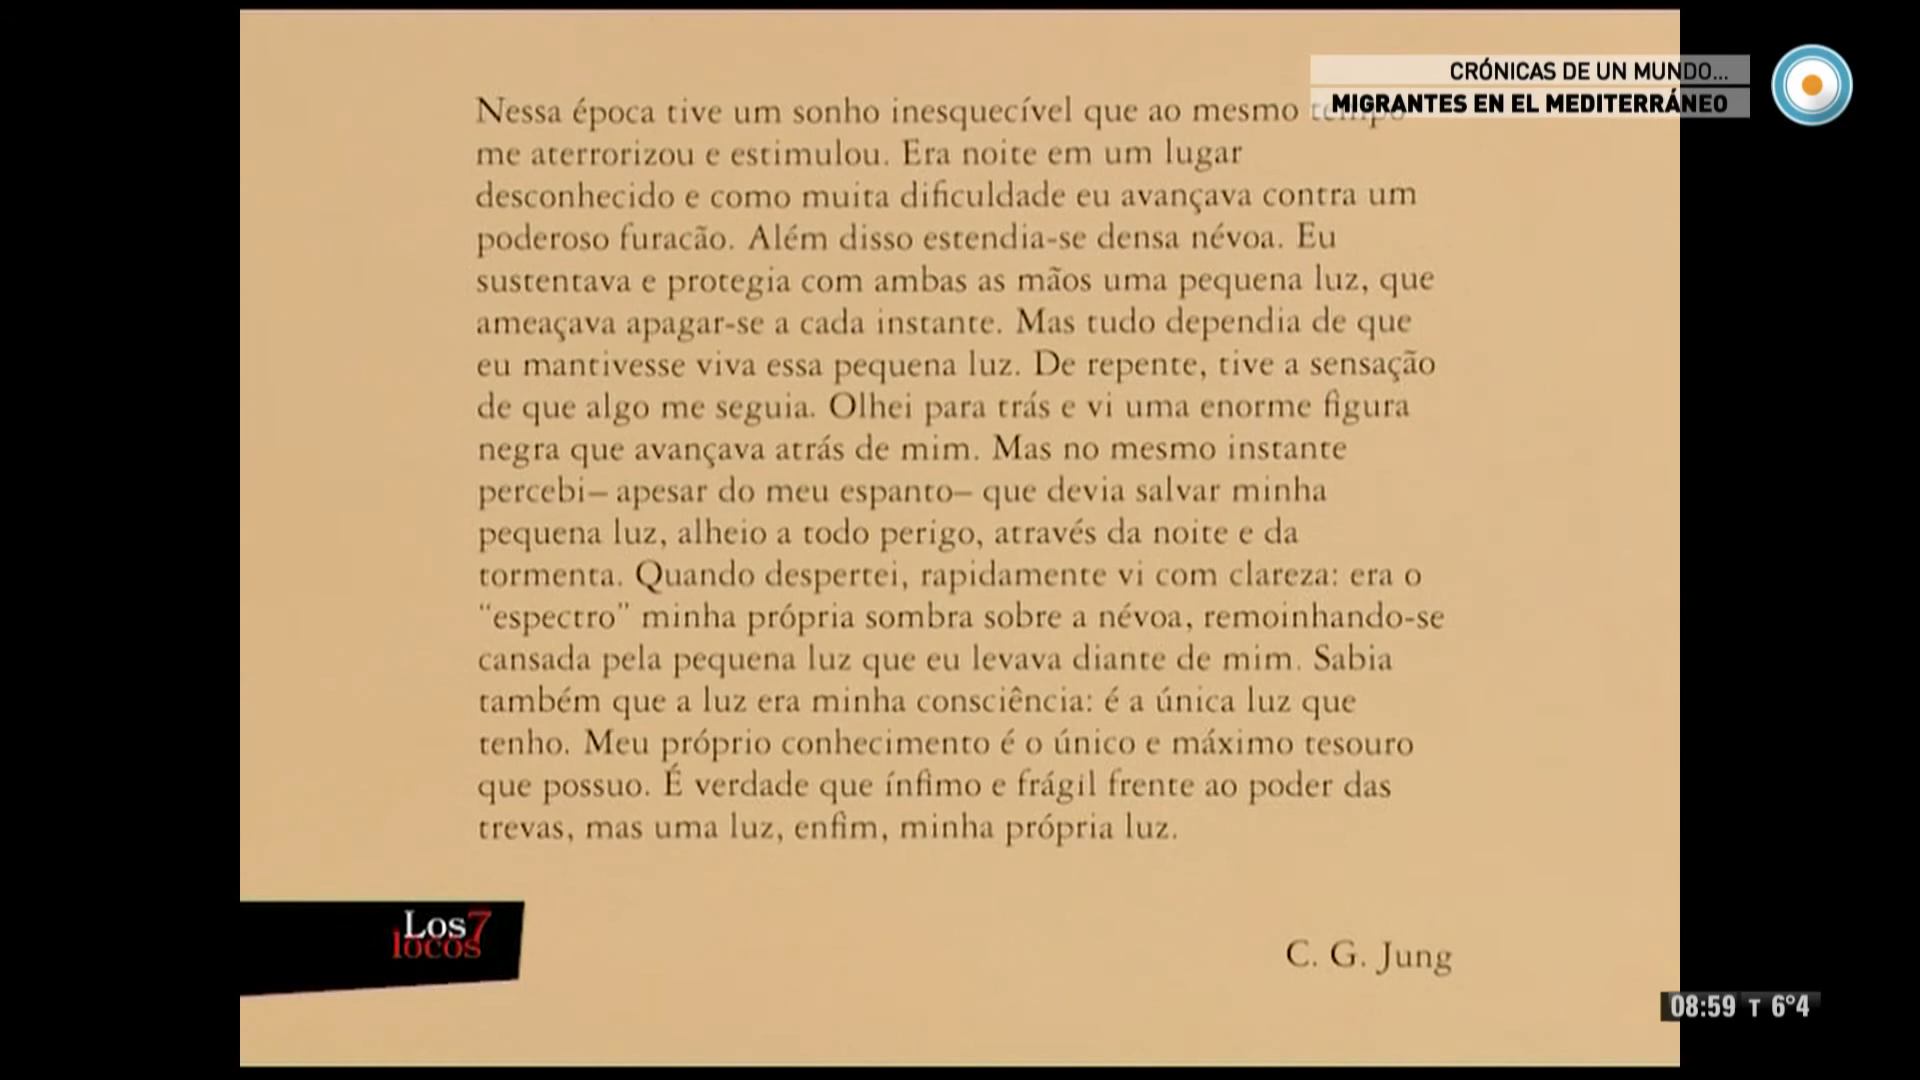 CRÓNICAS DE UN MUNDO...
MIGRANTES EN EL MEDITERRÁNEO
Nessa época tive um sonho inesquecível que ao mesmo tempo
me aterrorizou e estimulou. Era noite em um lugar
desconhecido e como muita dificuldade eu avançava contra um
poderoso furacão. Além disso estendia-se densa névoa. Eu
sustentava e protegia com ambas as mãos uma pequena luz, que
ameaçava apagar-se a cada instante. Mas tudo dependia de que
eu mantivesse viva essa pequena luz. De repente, tive a sensação
de que algo me seguia. Olhei para trás e vi uma enorme figura
negra que avançava atrás de mim. Mas no mesmo instante
percebi– apesar do meu espanto– que devia salvar minha
pequena luz, alheio a todo perigo, através da noite e da
tormenta. Quando despertei, rapidamente vi com clareza: era o
“espectro” minha própria sombra sobre a névoa, remoinhando-se
cansada pela pequena luz que eu levava diante de mim. Sabia
também que a luz era minha consciência: é a única luz que
tenho. Meu próprio conhecimento é o único e máximo tesouro
que possuo. É verdade que ínfimo e frágil frente ao poder das
trevas, mas uma luz, enfim, minha própria luz.
C. G. Jung
Los 7
locos
08:59 T 6°4